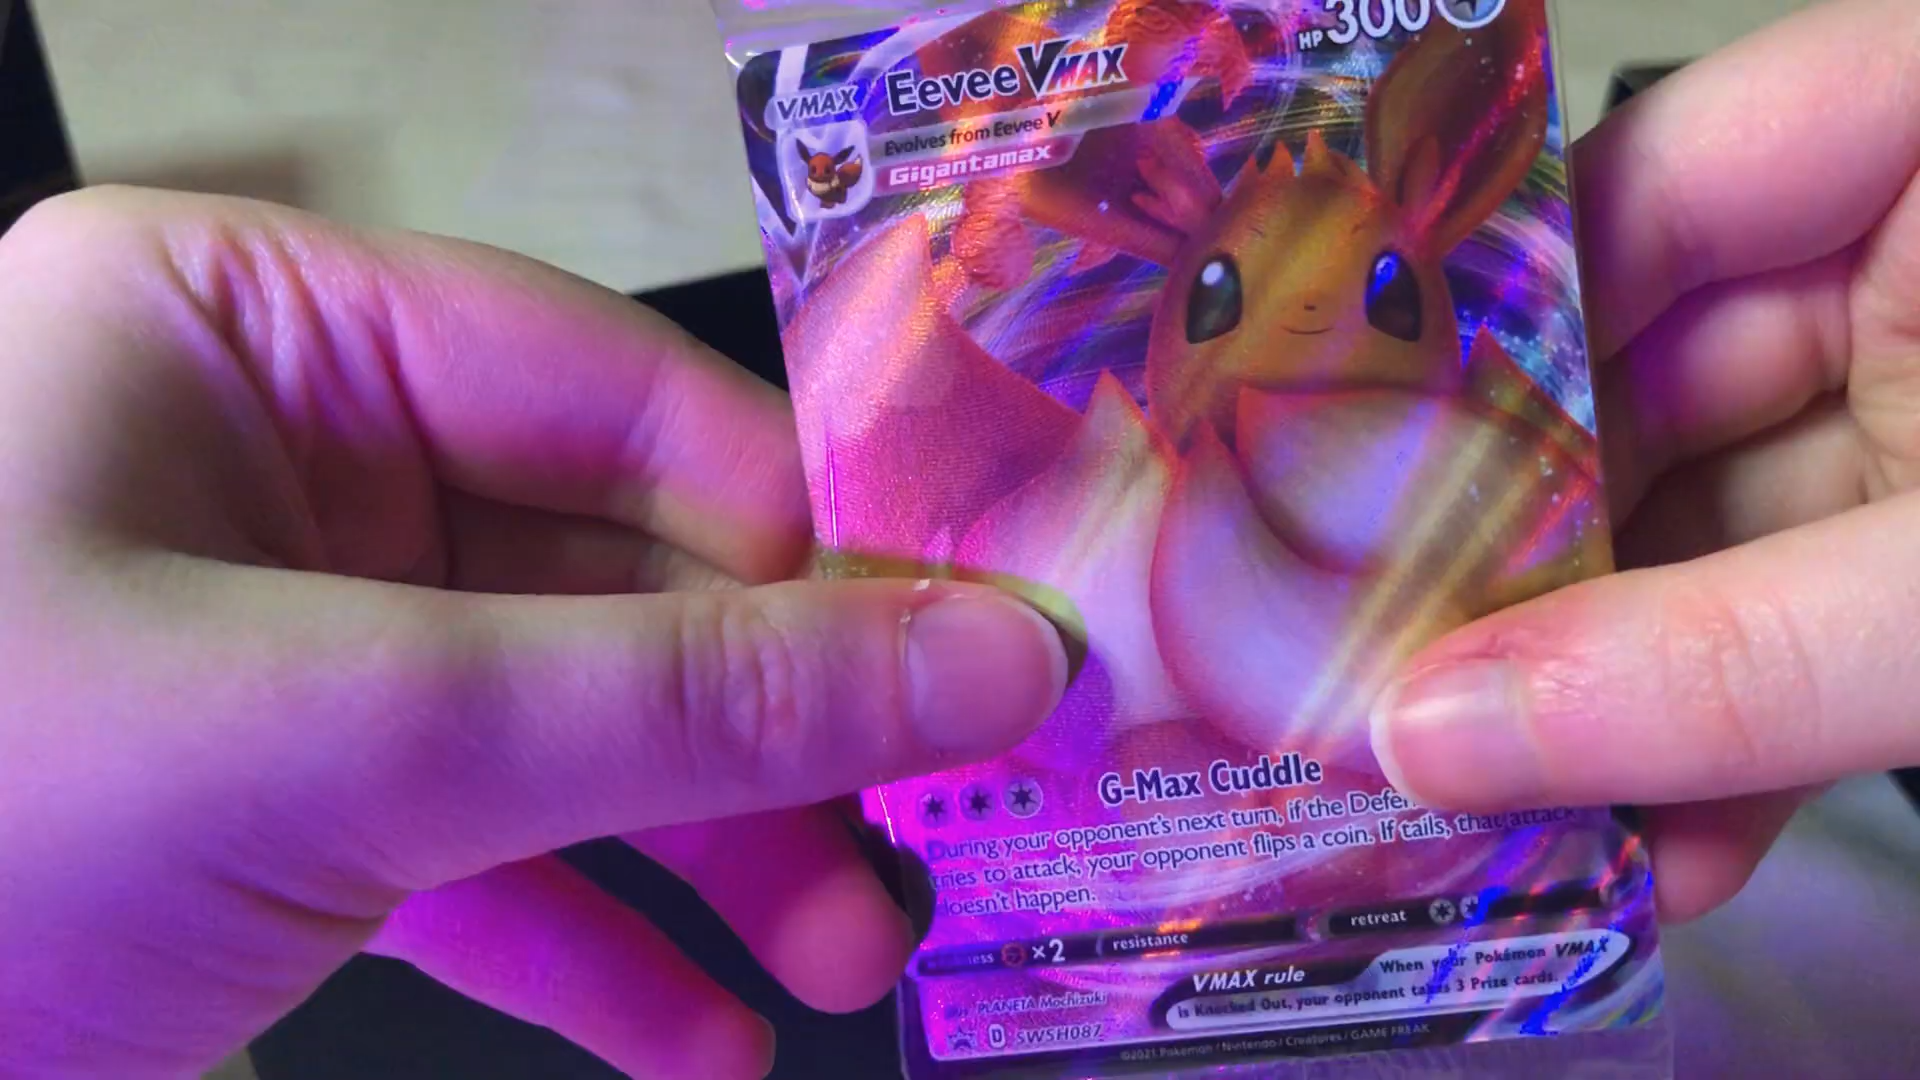 HP 300
VMAX
Eevee VMAX
Evolves from Eevee V
Gigantamax
G-Max Cuddle
During your opponent's next turn, if the Defen
tries to attack, your opponent flips a coin. If tails, that attack
doesn't happen.
ness ×2 resistance retreat
VMAX rule When your Pokémon VMAX
is Knocked Out, your opponent takes 3 Prize cards.
Illus. PLANETA Mochizuki
D SWSH087
©2021 Pokémon / Nintendo / Creatures / GAME FREAK